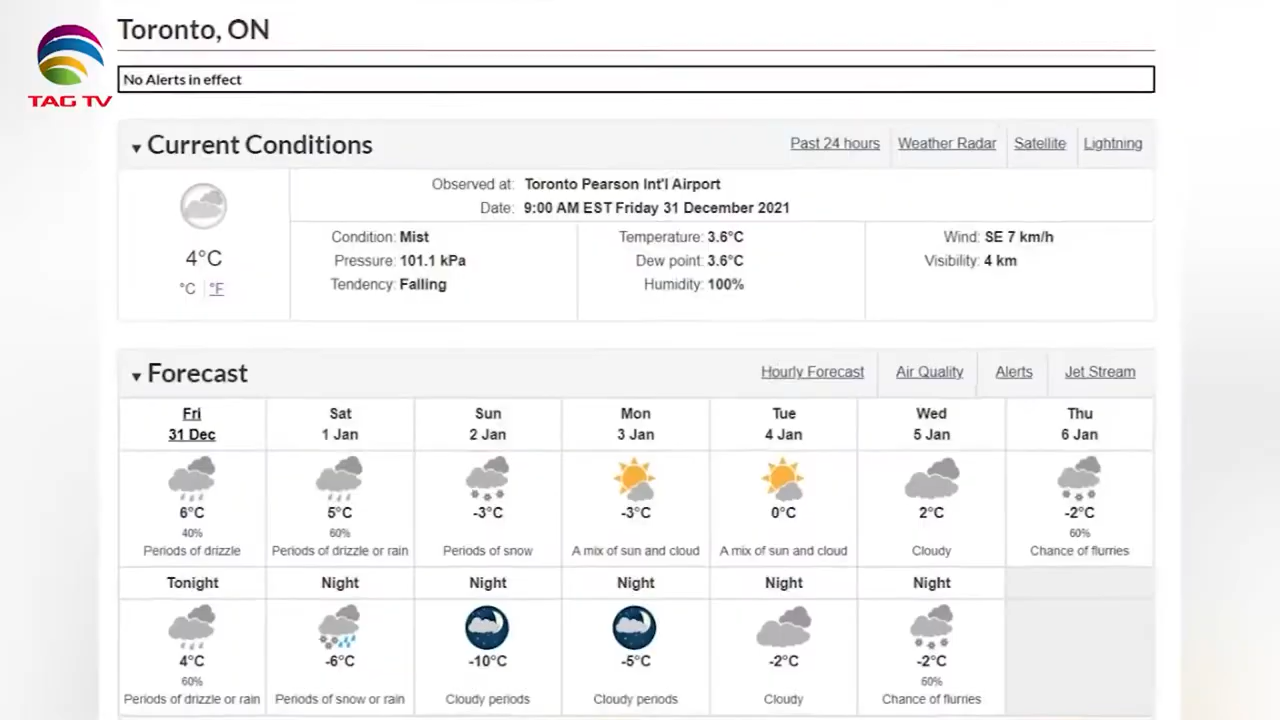 Toronto, ON
TAG TV
No Alerts in effect
▾ Current Conditions
Past 24 hours
Weather Radar
Satellite
Lightning
4°C
°C
°F
Observed at: Toronto Pearson Int'l Airport
Date: 9:00 AM EST Friday 31 December 2021
Condition: Mist
Pressure: 101.1 kPa
Tendency: Falling
Temperature: 3.6°C
Dew point: 3.6°C
Humidity: 100%
Wind: SE 7 km/h
Visibility: 4 km
▾ Forecast
Hourly Forecast
Air Quality
Alerts
Jet Stream
Fri
31 Dec
6°C
40%
Periods of drizzle
Tonight
4°C
60%
Periods of drizzle or rain
Sat
1 Jan
5°C
60%
Periods of drizzle or rain
Night
-6°C
Periods of snow or rain
Sun
2 Jan
-3°C
Periods of snow
Night
-10°C
Cloudy periods
Mon
3 Jan
-3°C
A mix of sun and cloud
Night
-5°C
Cloudy periods
Tue
4 Jan
0°C
A mix of sun and cloud
Night
-2°C
Cloudy
Wed
5 Jan
2°C
Cloudy
Night
-2°C
60%
Chance of flurries
Thu
6 Jan
-2°C
60%
Chance of flurries